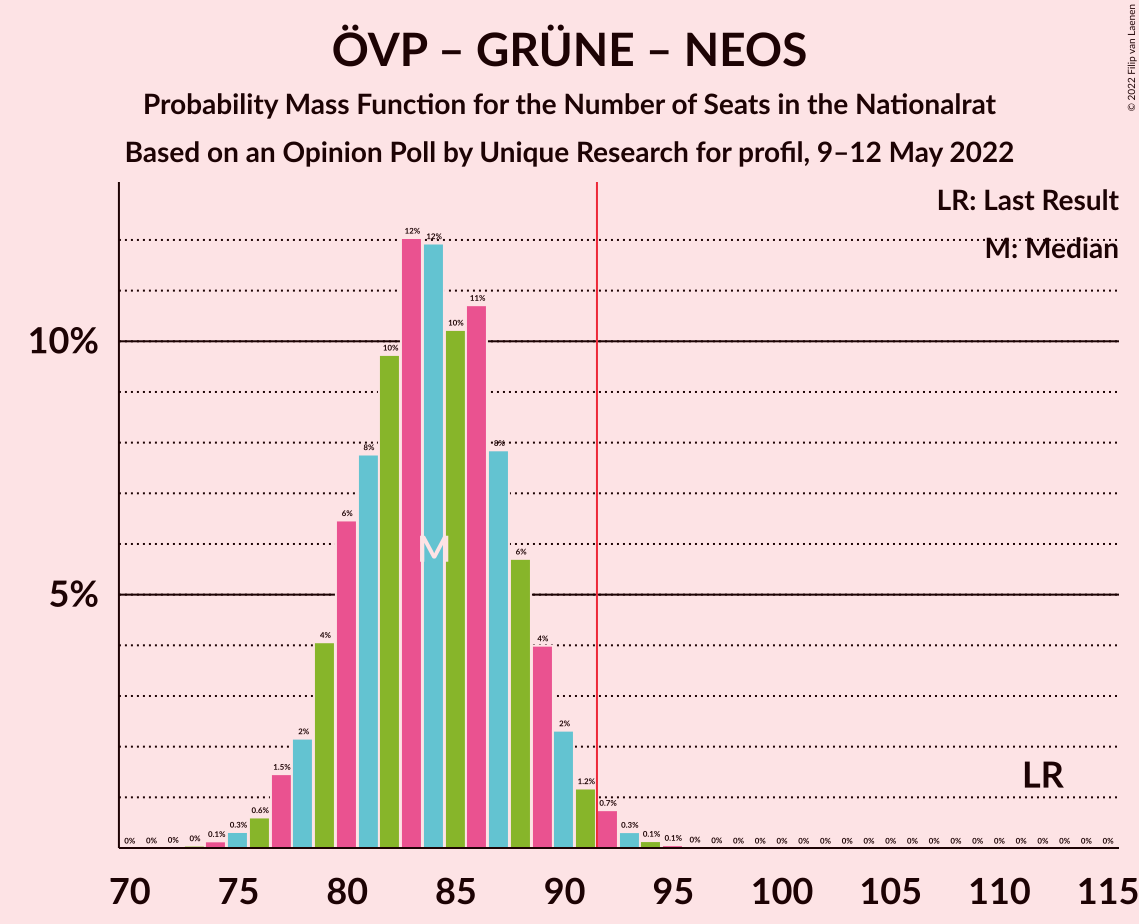 ÖVP – GRÜNE – NEOS
Probability Mass Function for the Number of Seats in the Nationalrat
Based on an Opinion Poll by Unique Research for profil, 9–12 May 2022
© 2022 Filip van Laenen
LR: Last Result
M: Median
10%
5%
0% 0% 0% 0% 0.1% 0.3% 0.6% 1.5% 2% 4% 6% 8% 10% 12% 12% 10% 11% 8% 6% 4% 2% 1.2% 0.7% 0.3% 0.1% 0.1% 0% 0% 0% 0% 0% 0% 0% 0% 0% 0% 0% 0% 0% 0% 0% 0% 0% 0% 0% 0%
M
LR
70 75 80 85 90 95 100 105 110 115